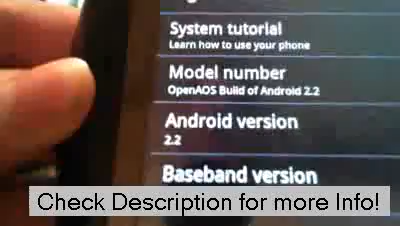 System tutorial
Learn how to use your phone
Model number
OpenAOS Build of Android 2.2
Android version
2.2
Baseband version
Check Description for more Info!